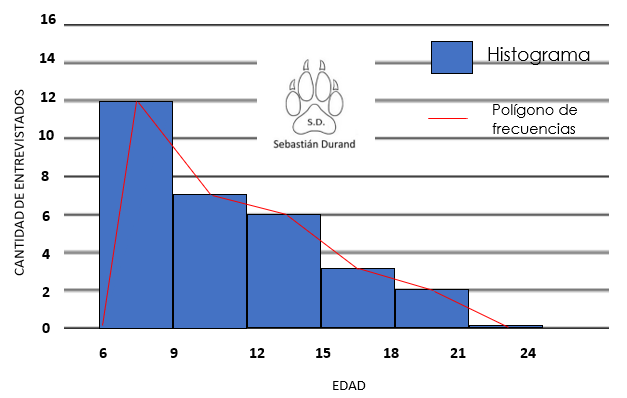 16
14
12
10
8
6
4
2
0
CANTIDAD DE ENTREVISTADOS
Histograma
Polígono de
frecuencias
S.D.
Sebastián Durand
6 9 12 15 18 21 24
EDAD